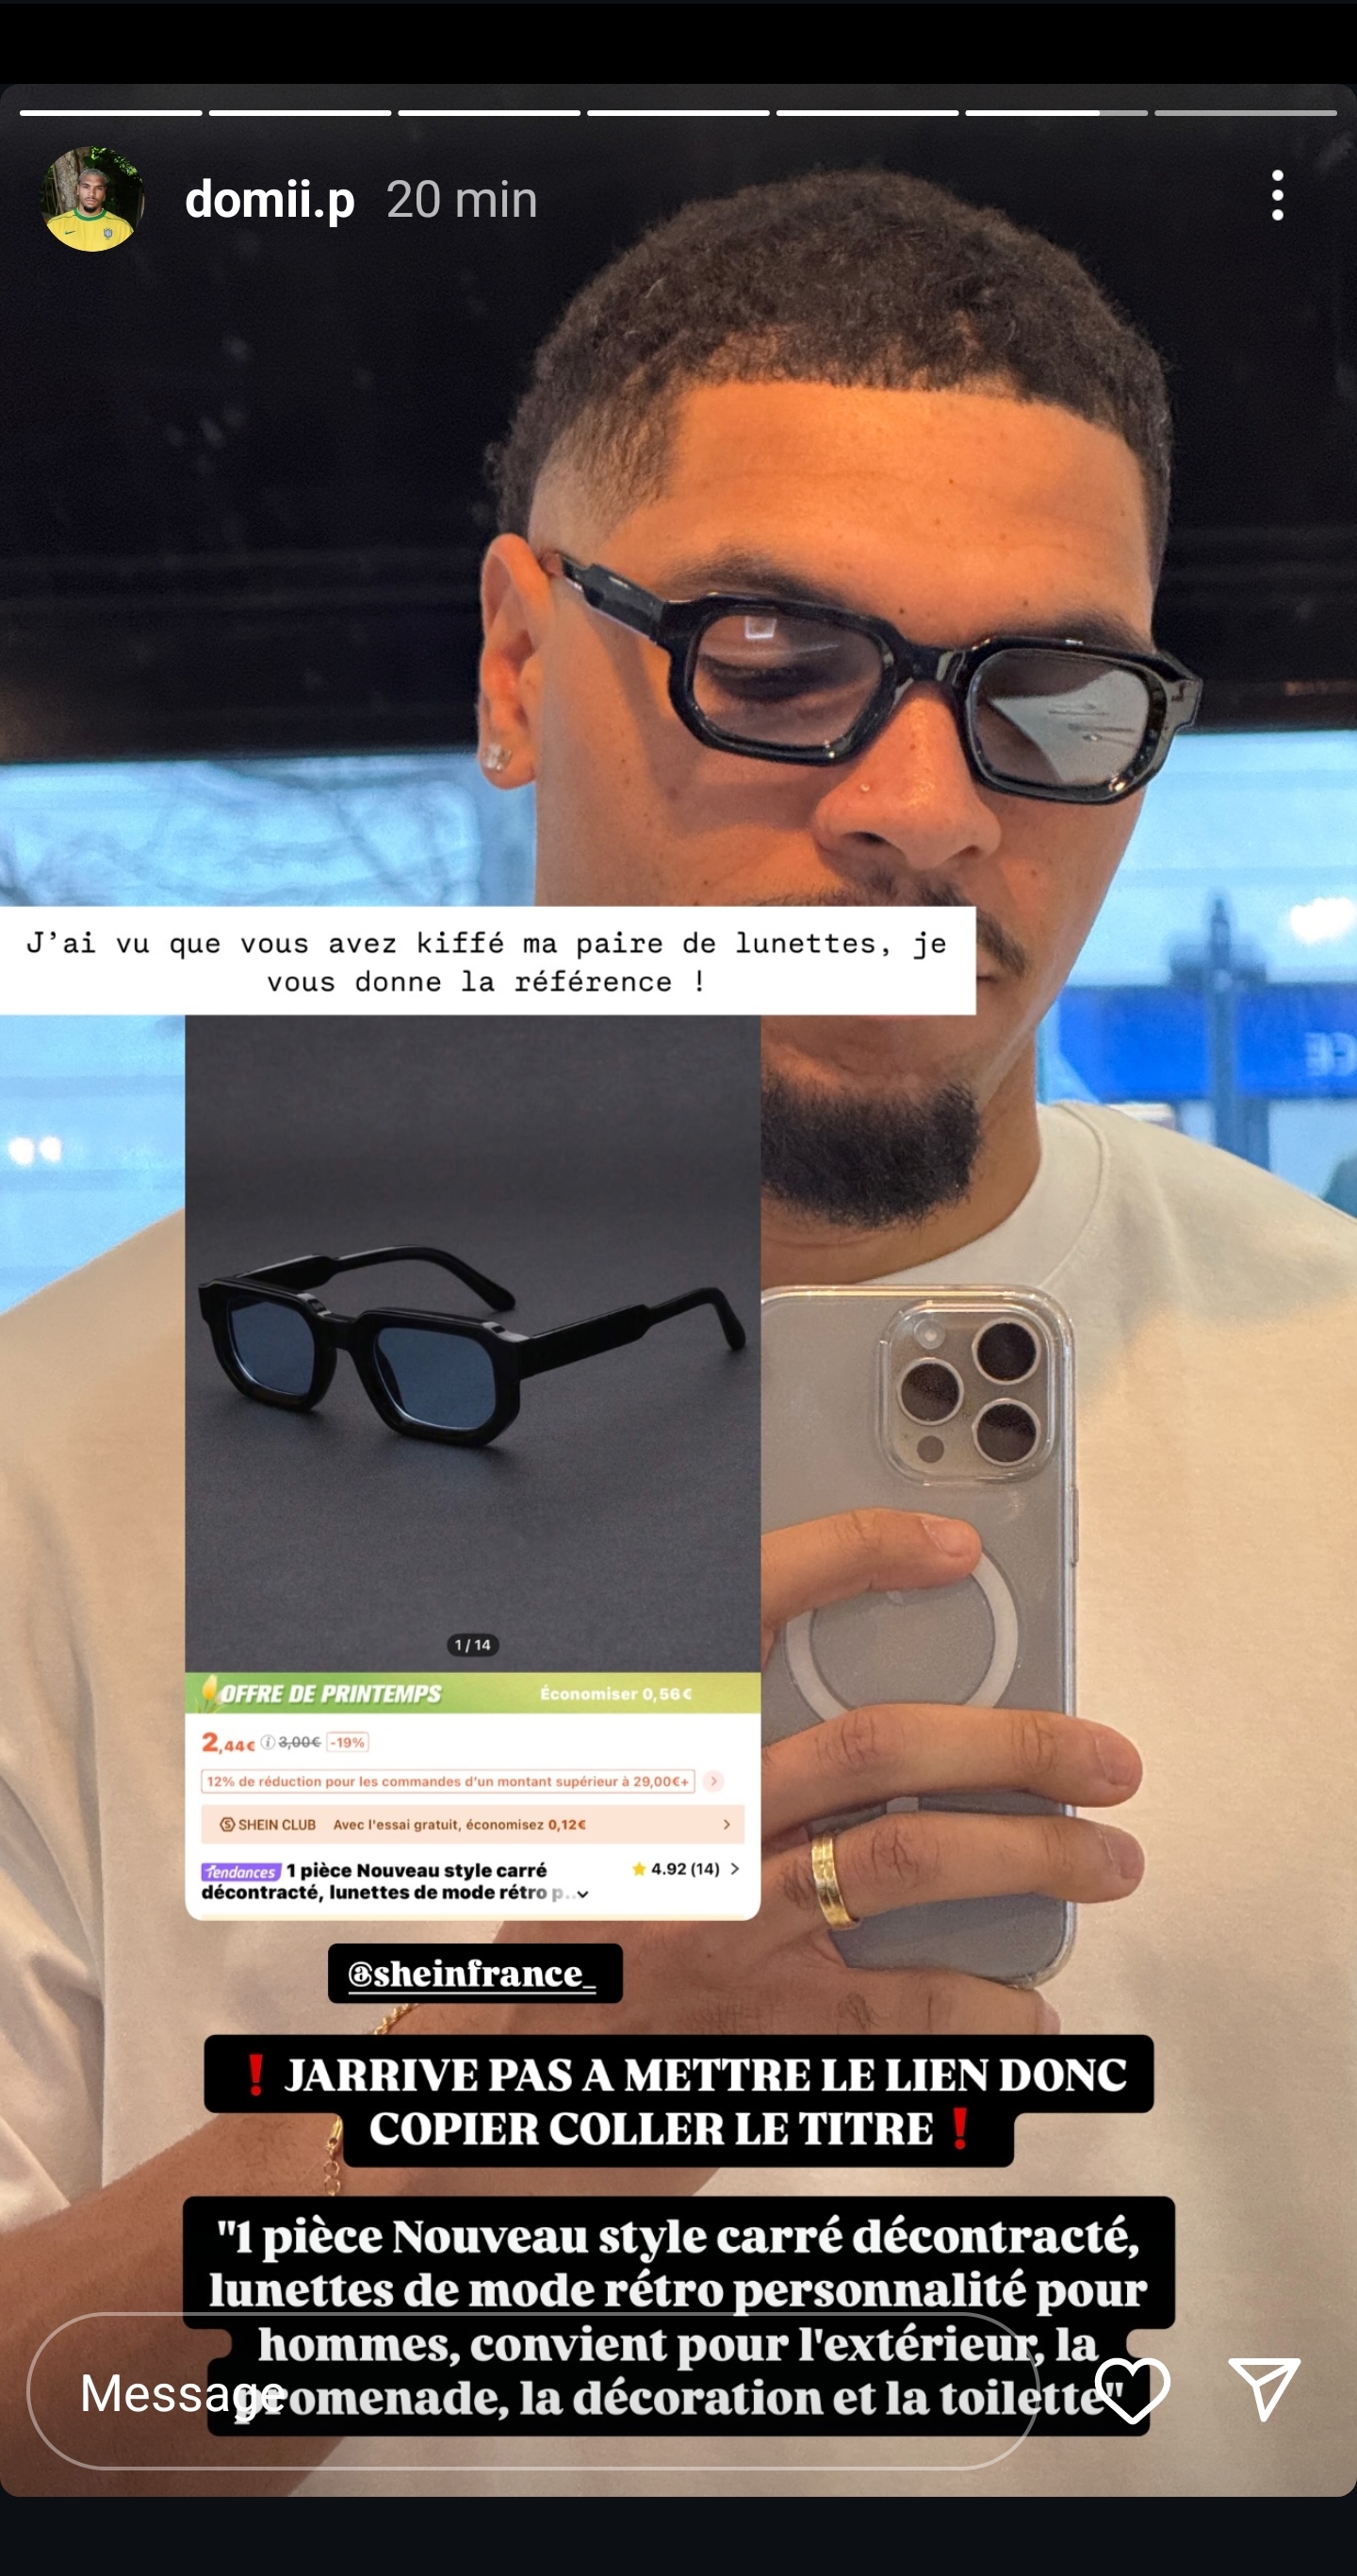 domii.p 20 min
J'ai vu que vous avez kiffé ma paire de lunettes, je
vous donne la référence !
1 / 14
OFFRE DE PRINTEMPS Économiser 0,56€
2,44€ 3,00€ -19%
12% de réduction pour les commandes d'un montant supérieur à 29,00€+
SHEIN CLUB Avec l'essai gratuit, économisez 0,12€
Tendances 1 pièce Nouveau style carré 4.92 (14)
décontracté, lunettes de mode rétro p...
@sheinfrance_
❗JARRIVE PAS A METTRE LE LIEN DONC
COPIER COLLER LE TITRE❗
"1 pièce Nouveau style carré décontracté,
lunettes de mode rétro personnalité pour
hommes, convient pour l'extérieur, la
promenade, la décoration et la toilette"
Message